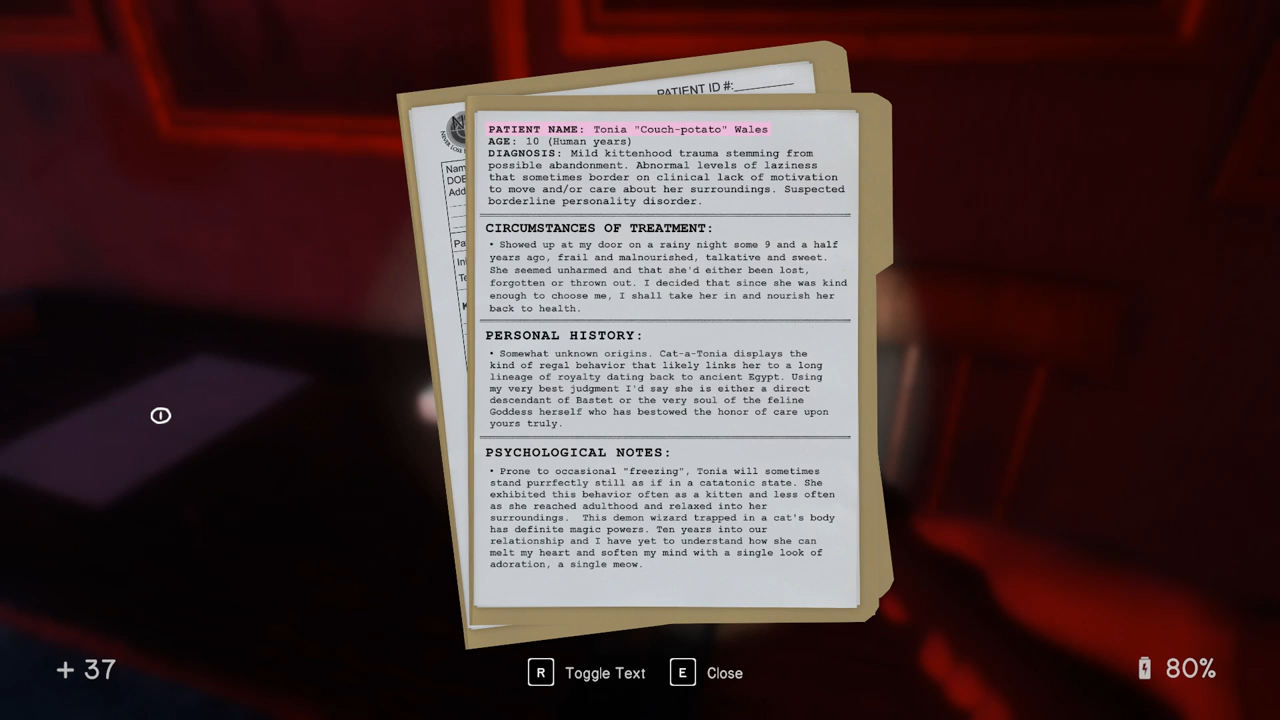 PATIENT ID #:
PATIENT NAME: Tonia "Couch-potato" Wales
AGE: 10 (Human years)
DIAGNOSIS: Mild kittenhood trauma stemming from
possible abandonment. Abnormal levels of laziness
that sometimes border on clinical lack of motivation
to move and/or care about her surroundings. Suspected
borderline personality disorder.
CIRCUMSTANCES OF TREATMENT:
• Showed up at my door on a rainy night some 9 and a half
years ago, frail and malnourished, talkative and sweet.
She seemed unharmed and that she'd either been lost,
forgotten or thrown out. I decided that since she was kind
enough to choose me, I shall take her in and nourish her
back to health.
PERSONAL HISTORY:
• Somewhat unknown origins. Cat-a-Tonia displays the
kind of regal behavior that likely links her to a long
lineage of royalty dating back to ancient Egypt. Using
my very best judgment I'd say she is either a direct
descendant of Bastet or the very soul of the feline
Goddess herself who has bestowed the honor of care upon
yours truly.
PSYCHOLOGICAL NOTES:
• Prone to occasional "freezing", Tonia will sometimes
stand purrfectly still as if in a catatonic state. She
exhibited this behavior often as a kitten and less often
as she reached adulthood and relaxed into her
surroundings. This demon wizard trapped in a cat's body
has definite magic powers. Ten years into our
relationship and I have yet to understand how she can
melt my heart and soften my mind with a single look of
adoration, a single meow.
+ 37
R Toggle Text E Close
80%